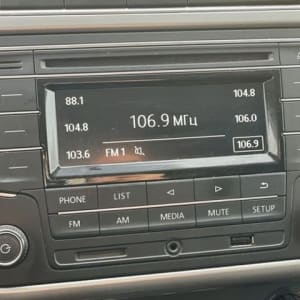 88.1
104.8
103.6
106.9 МГц
FM 1
104.8
106.0
106.9
PHONE
LIST
FM
AM
MEDIA
MUTE
SETUP